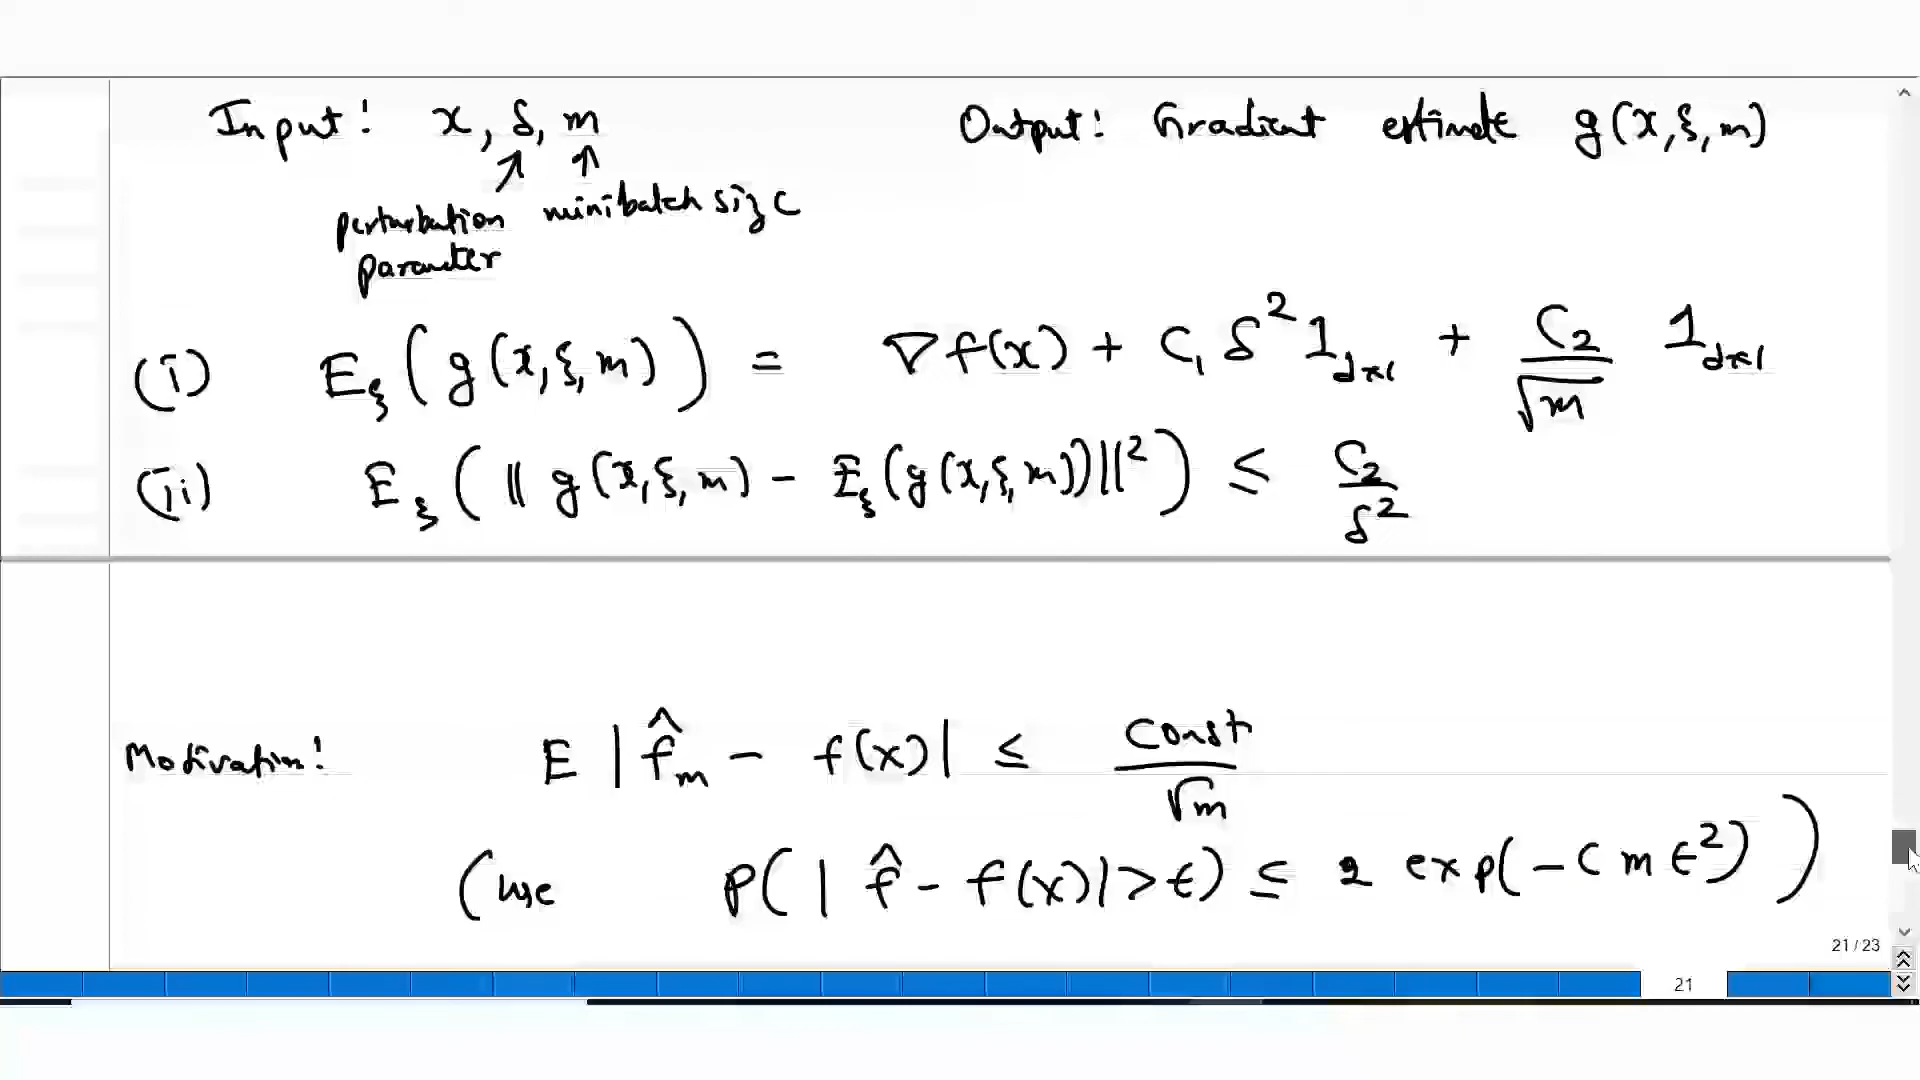 Input: x, δ, m Output: Gradient estimate g(x,ξ,m)
↗ ↑
perturbation minibatch size
parameter
(i) E_ξ(g(x,ξ,m)) = ∇f(x) + C₁ δ² 1_{d×1} + C₂/√m 1_{d×1}
(ii) E_ξ(‖g(x,ξ,m) - E_ξ(g(x,ξ,m))‖²) ≤ C₂/δ²
Motivation: E|f̂_m - f(x)| ≤ Const/√m
(use P(|f̂ - f(x)|>ε) ≤ 2 exp(-C m ε²))
21 / 23
21